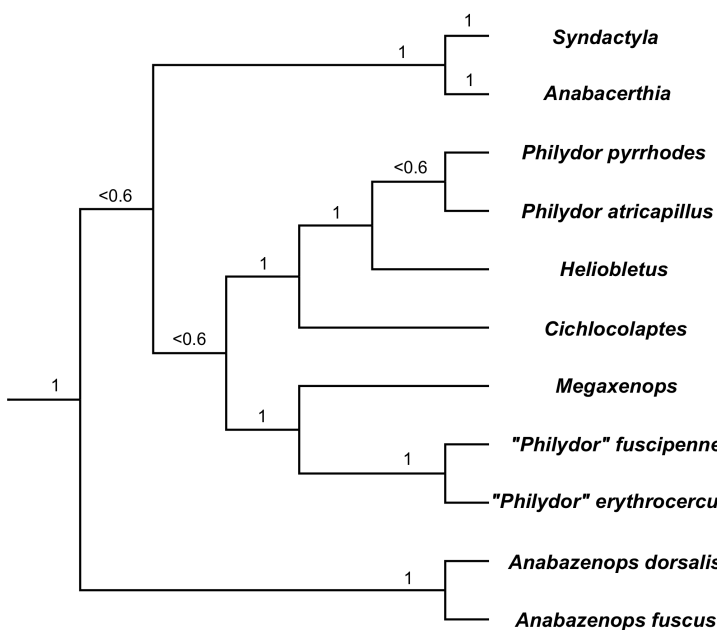 1
Syndactyla
1
1
Anabacerthia
Philydor pyrrhodes
<0.6
<0.6
Philydor atricapillus
1
1
Heliobletus
Cichlocolaptes
<0.6
1
Megaxenops
1
"Philydor" fuscipenne
1
"Philydor" erythrocercu
Anabazenops dorsalis
1
Anabazenops fuscus